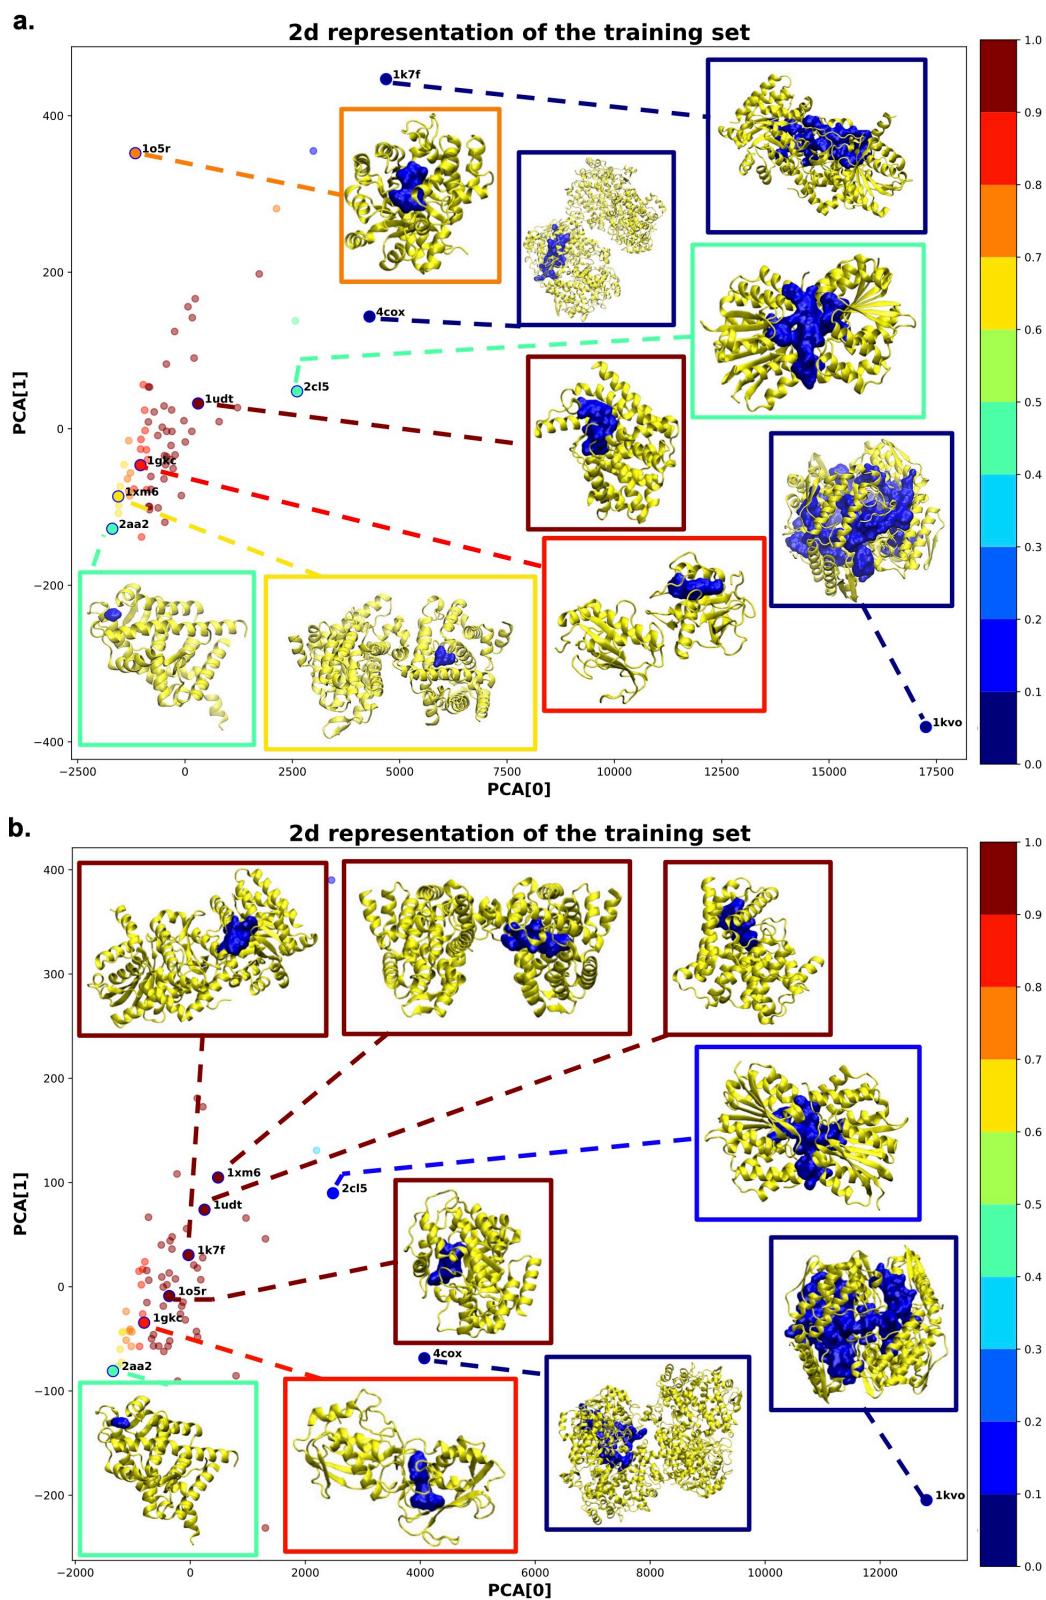 a.
2d representation of the training set
1k7f
1o5r
4cox
2cl5
1udt
1gkc
1xm6
2aa2
1kvo
400
200
0
−200
−400
PCA[1]
−2500
0
2500
5000
7500
10000
12500
15000
17500
PCA[0]
1.0
0.9
0.8
0.7
0.6
0.5
0.4
0.3
0.2
0.1
0.0
b.
2d representation of the training set
1xm6
2cl5
1udt
1k7f
1o5r
1gkc
4cox
2aa2
1kvo
400
300
200
100
0
−100
−200
PCA[1]
−2000
0
2000
4000
6000
8000
10000
12000
PCA[0]
1.0
0.9
0.8
0.7
0.6
0.5
0.4
0.3
0.2
0.1
0.0